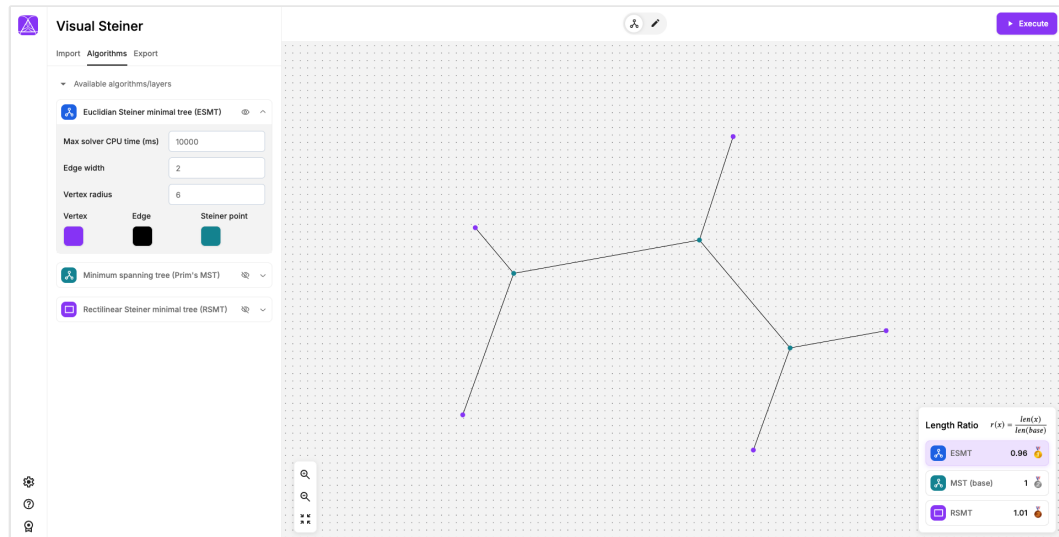 Visual Steiner
Execute
Import Algorithms Export
Available algorithms/layers
Euclidian Steiner minimal tree (ESMT)
Max solver CPU time (ms) 10000
Edge width 2
Vertex radius 6
Vertex Edge Steiner point
Minimum spanning tree (Prim's MST)
Rectilinear Steiner minimal tree (RSMT)
Length Ratio r(x) = len(x) / len(base)
ESMT 0.96
MST (base) 1
RSMT 1.01